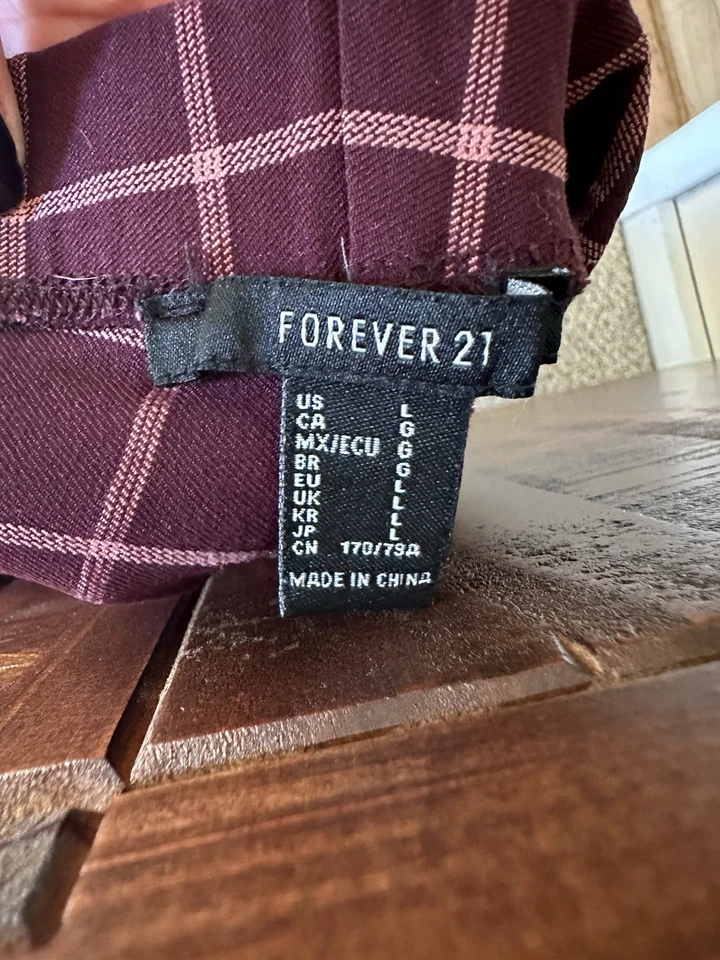 FOREVER 21
US L
CA G
MX/ECU G
BR G
EU L
UK L
KR L
JP L
CN 170/79A
MADE IN CHINA